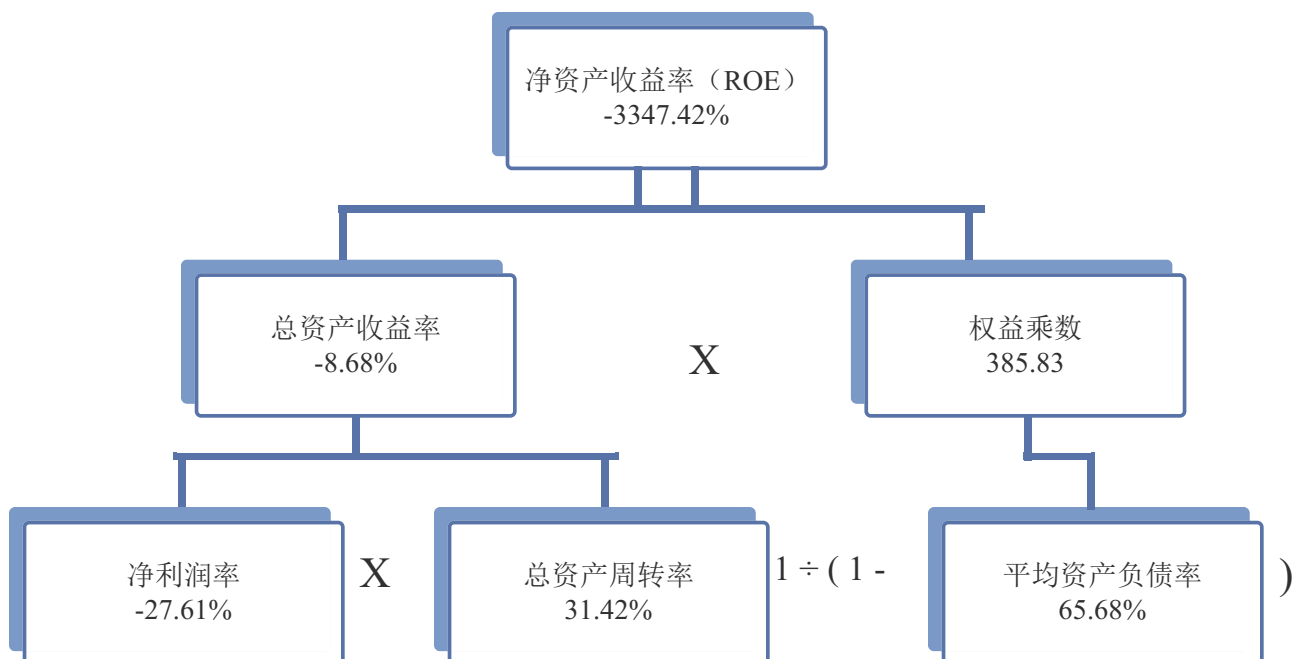 净资产收益率（ROE）
-3347.42%
总资产收益率
-8.68%
X
权益乘数
385.83
净利润率
-27.61%
X
总资产周转率
31.42%
1 ÷ ( 1 -
平均资产负债率
65.68%
)